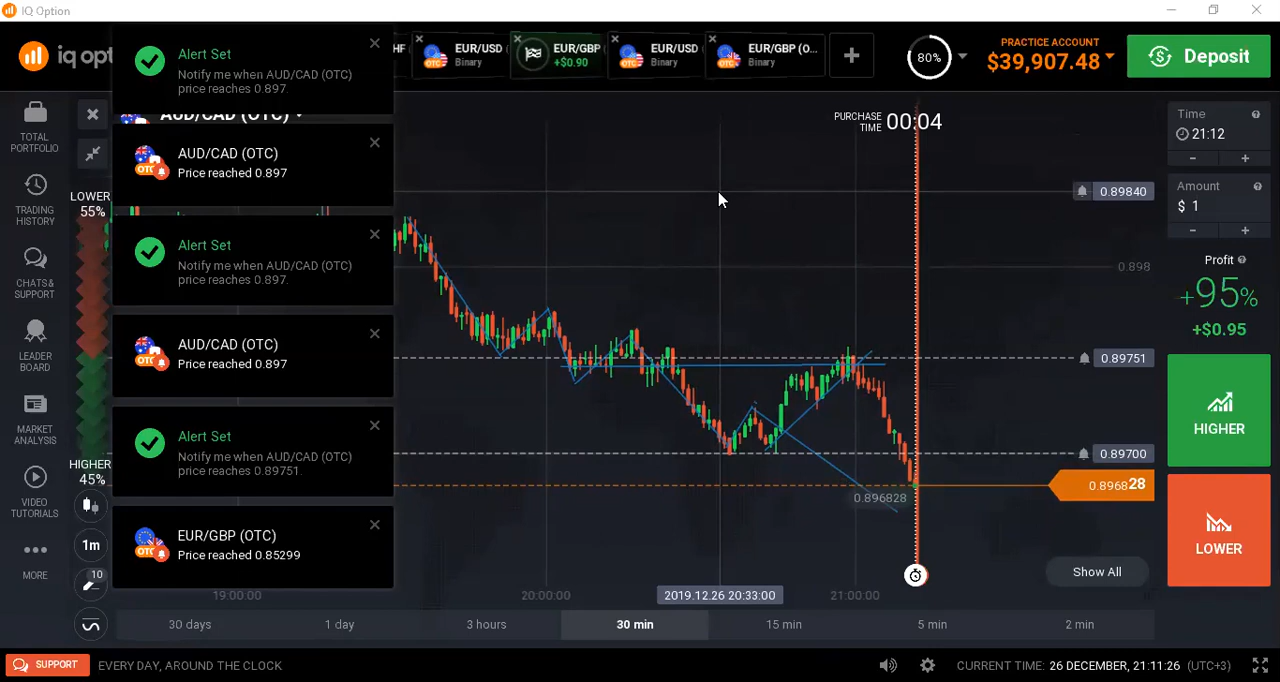 IQ Option
iq opt
HF
EUR/USD
Binary
EUR/GBP
+$0.90
EUR/USD
Binary
EUR/GBP (O...
Binary
+
80%
PRACTICE ACCOUNT
$39,907.48
Deposit
TOTAL
PORTFOLIO
TRADING
HISTORY
CHATS &
SUPPORT
LEADER
BOARD
MARKET
ANALYSIS
VIDEO
TUTORIALS
MORE
LOWER
55%
HIGHER
45%
1m
10
AUD/CAD (OTC)
Alert Set
Notify me when AUD/CAD (OTC)
price reaches 0.897.
AUD/CAD (OTC)
Price reached 0.897
Alert Set
Notify me when AUD/CAD (OTC)
price reaches 0.897.
AUD/CAD (OTC)
Price reached 0.897
Alert Set
Notify me when AUD/CAD (OTC)
price reaches 0.89751.
EUR/GBP (OTC)
Price reached 0.85299
OTC
OTC
OTC
PURCHASE
TIME
00:04
0.89840
0.898
0.89751
0.89700
0.896828
0.896828
Show All
19:00:00
20:00:00
2019.12.26 20:33:00
21:00:00
30 days
1 day
3 hours
30 min
15 min
5 min
2 min
Time
21:12
-
+
Amount
$ 1
-
+
Profit
+95%
+$0.95
HIGHER
LOWER
SUPPORT
EVERY DAY, AROUND THE CLOCK
CURRENT TIME: 26 DECEMBER, 21:11:26 (UTC+3)